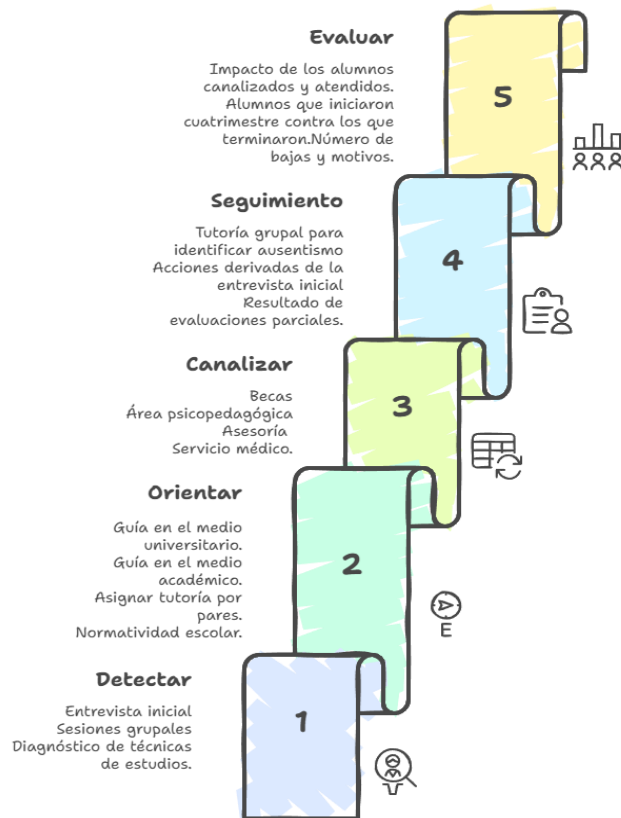 Evaluar
Impacto de los alumnos
canalizados y atendidos.
Alumnos que iniciaron
cuatrimestre contra los que
terminaron.Número de
bajas y motivos.
5
Seguimiento
Tutoría grupal para
identificar ausentismo
Acciones derivadas de la
entrevista inicial
Resultado de
evaluaciones parciales.
4
Canalizar
Becas
Área psicopedagógica
Asesoría
Servicio médico.
3
Orientar
Guía en el medio
universitario.
Guía en el medio
académico.
Asignar tutoría por
pares.
Normatividad escolar.
2
E
Detectar
Entrevista inicial
Sesiones grupales
Diagnóstico de técnicas
de estudios.
1